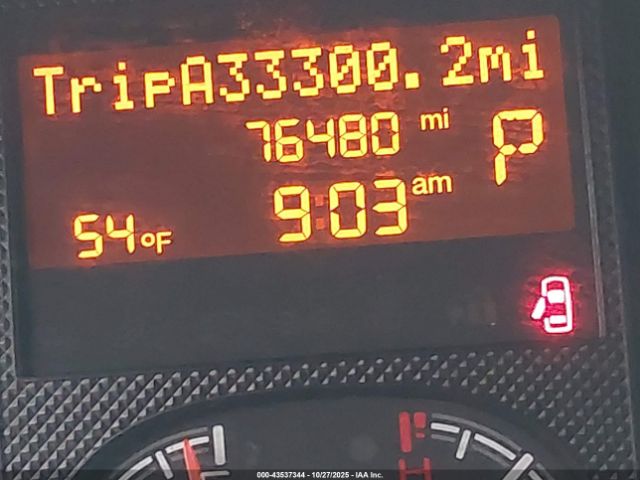 TripA33300.2mi
76480 mi P
9:03 am
54°F
F
H
000-43537344 - 10/27/2025 - IAA Inc.